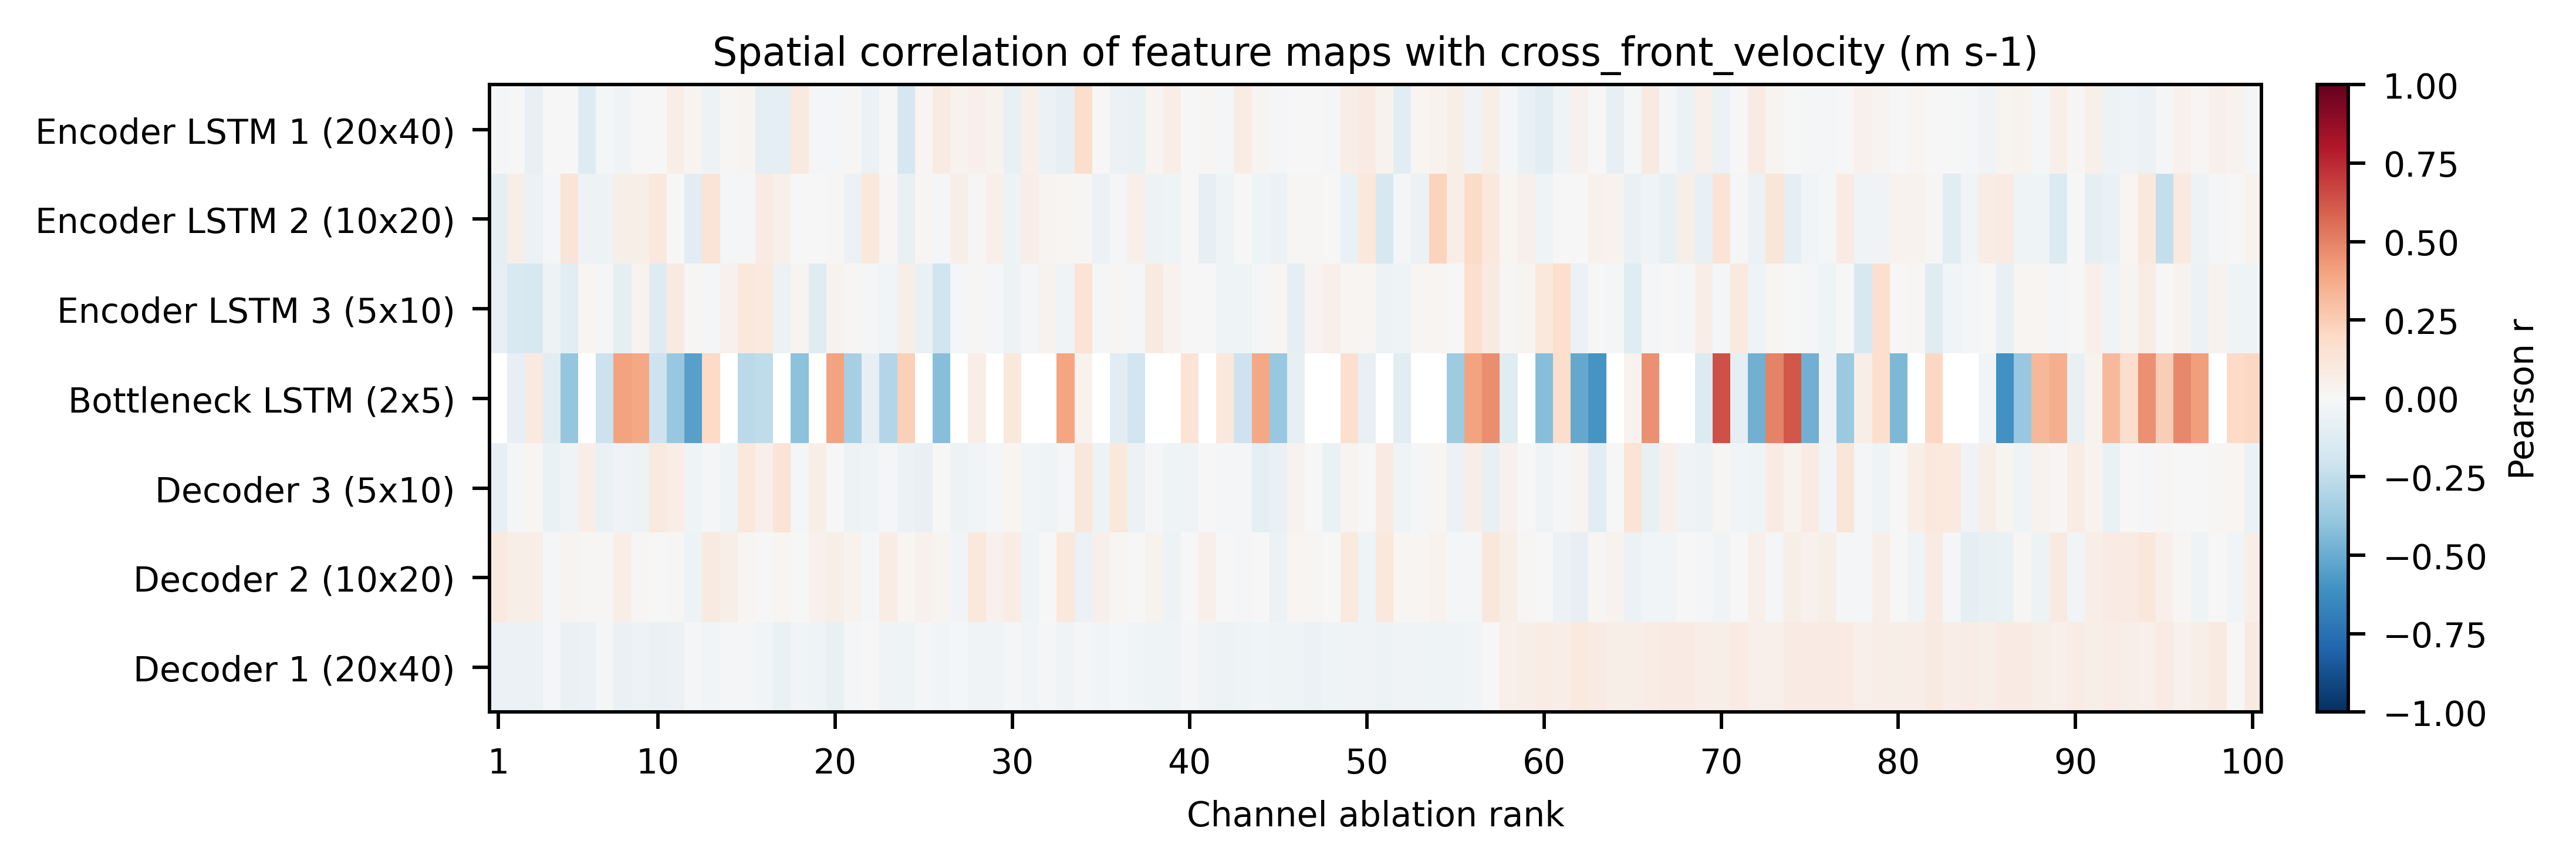 Spatial correlation of feature maps with cross_front_velocity (m s-1)
Encoder LSTM 1 (20x40)
Encoder LSTM 2 (10x20)
Encoder LSTM 3 (5x10)
Bottleneck LSTM (2x5)
Decoder 3 (5x10)
Decoder 2 (10x20)
Decoder 1 (20x40)
1 10 20 30 40 50 60 70 80 90 100
Channel ablation rank
1.00
0.75
0.50
0.25
0.00
−0.25
−0.50
−0.75
−1.00
Pearson r